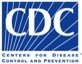 CDC
CENTERS FOR DISEASE
CONTROL AND PREVENTION